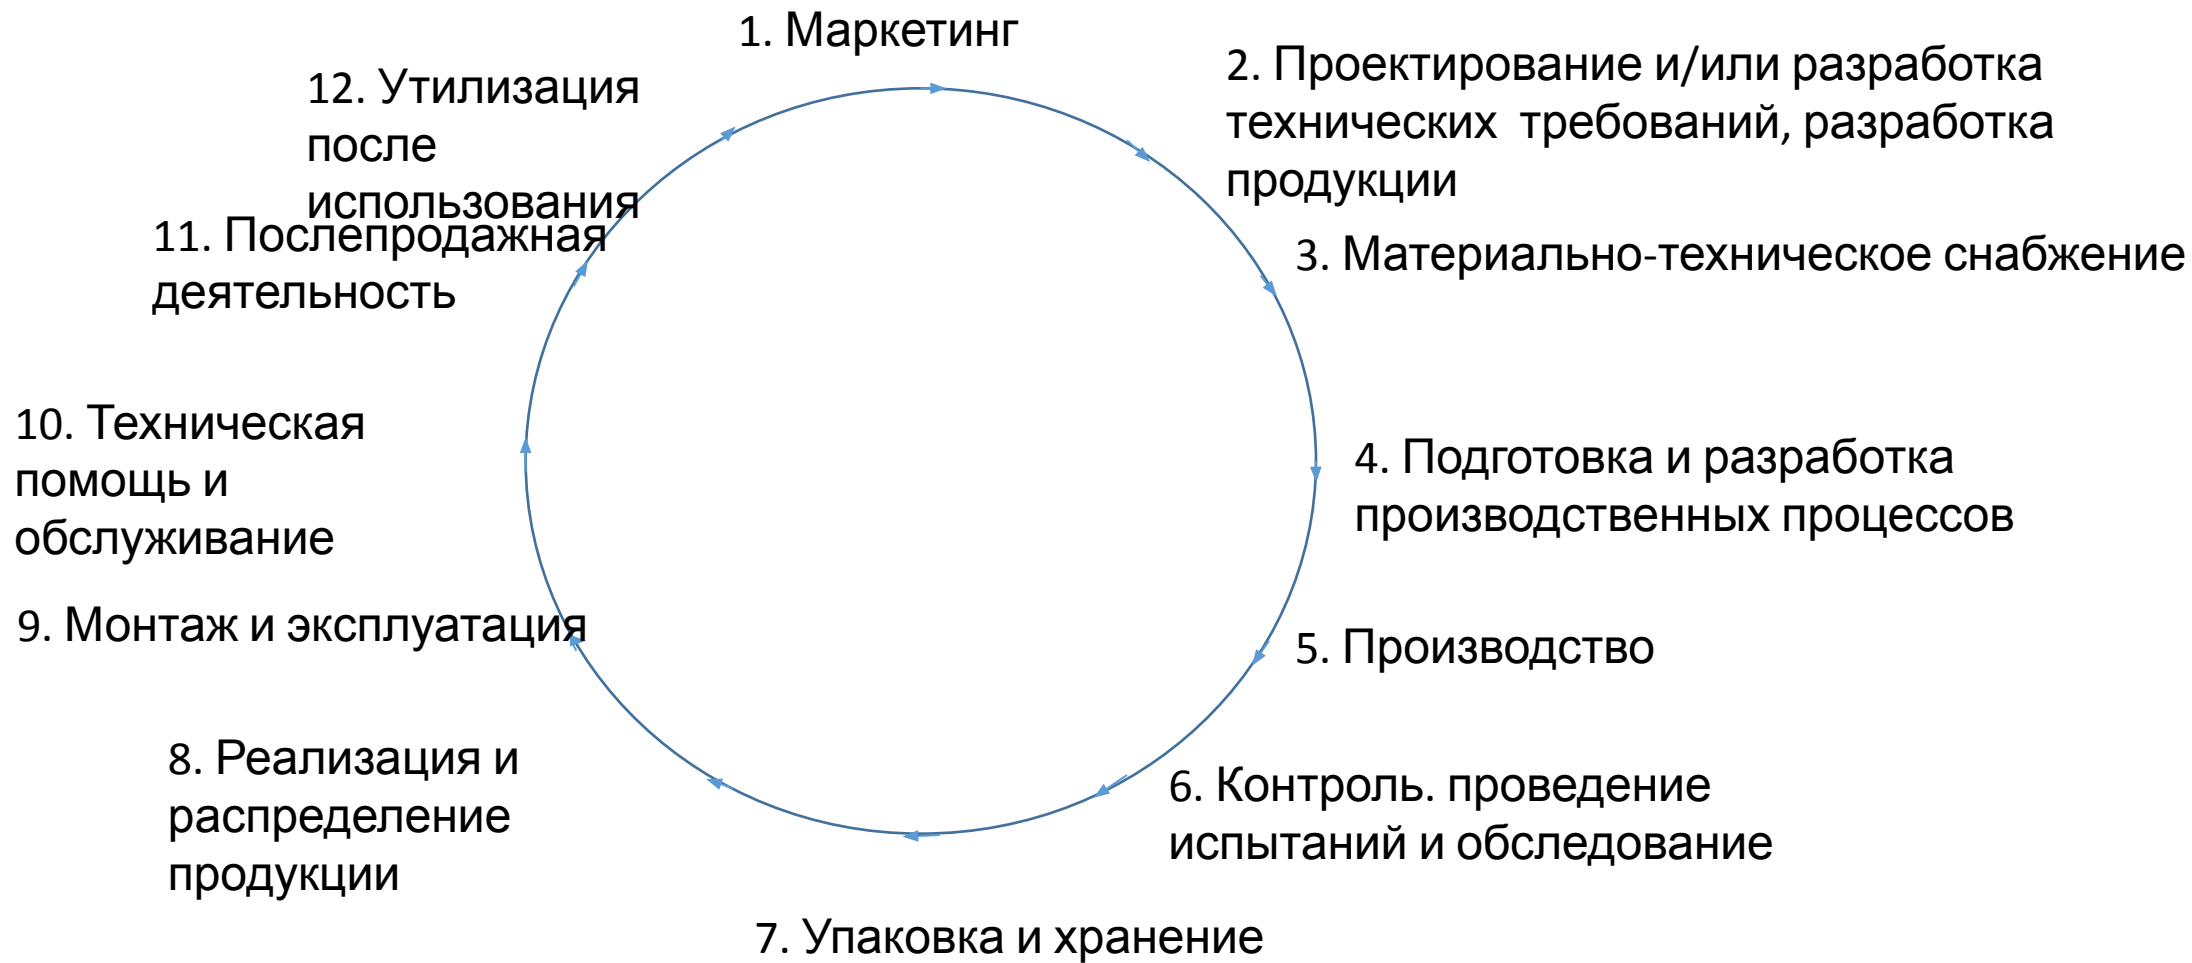 1. Маркетинг
2. Проектирование и/или разработка
технических требований, разработка
продукции
3. Материально-техническое снабжение
4. Подготовка и разработка
производственных процессов
5. Производство
6. Контроль. проведение
испытаний и обследование
7. Упаковка и хранение
8. Реализация и
распределение
продукции
9. Монтаж и эксплуатация
10. Техническая
помощь и
обслуживание
11. Послепродажная
деятельность
12. Утилизация
после
использования